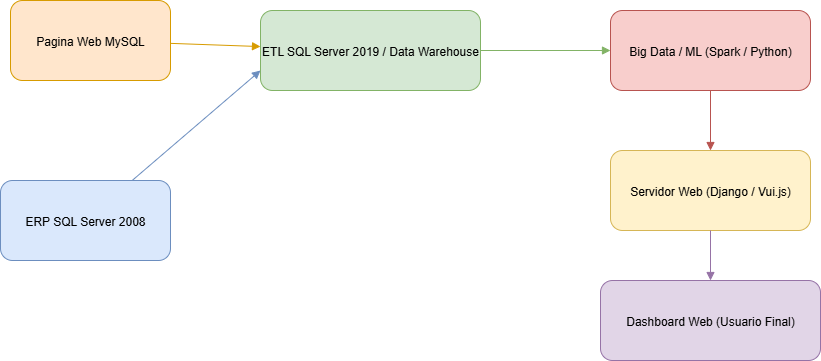 Pagina Web MySQL
ETL SQL Server 2019 / Data Warehouse
Big Data / ML (Spark / Python)
Servidor Web (Django / Vui.js)
ERP SQL Server 2008
Dashboard Web (Usuario Final)